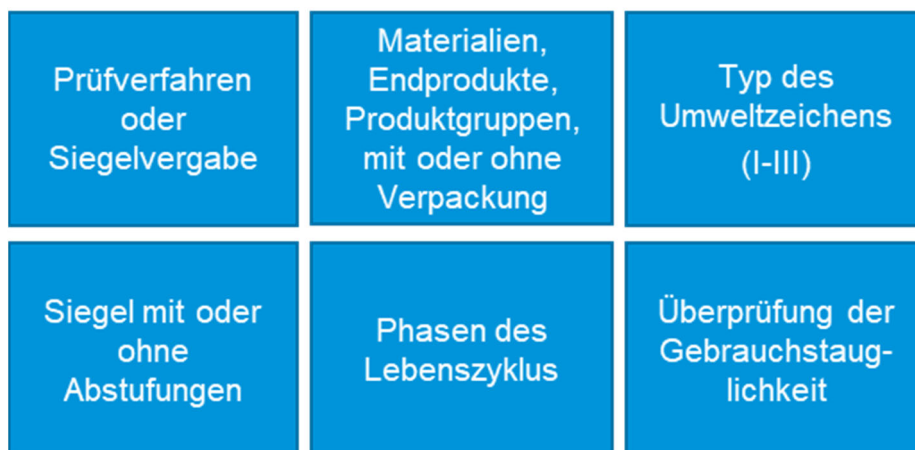 Prüfverfahren
oder
Siegelvergabe
Materialien,
Endprodukte,
Produktgruppen,
mit oder ohne
Verpackung
Typ des
Umweltzeichens
(I-III)
Siegel mit oder
ohne
Abstufungen
Phasen des
Lebenszyklus
Überprüfung der
Gebrauchstaug-
lichkeit